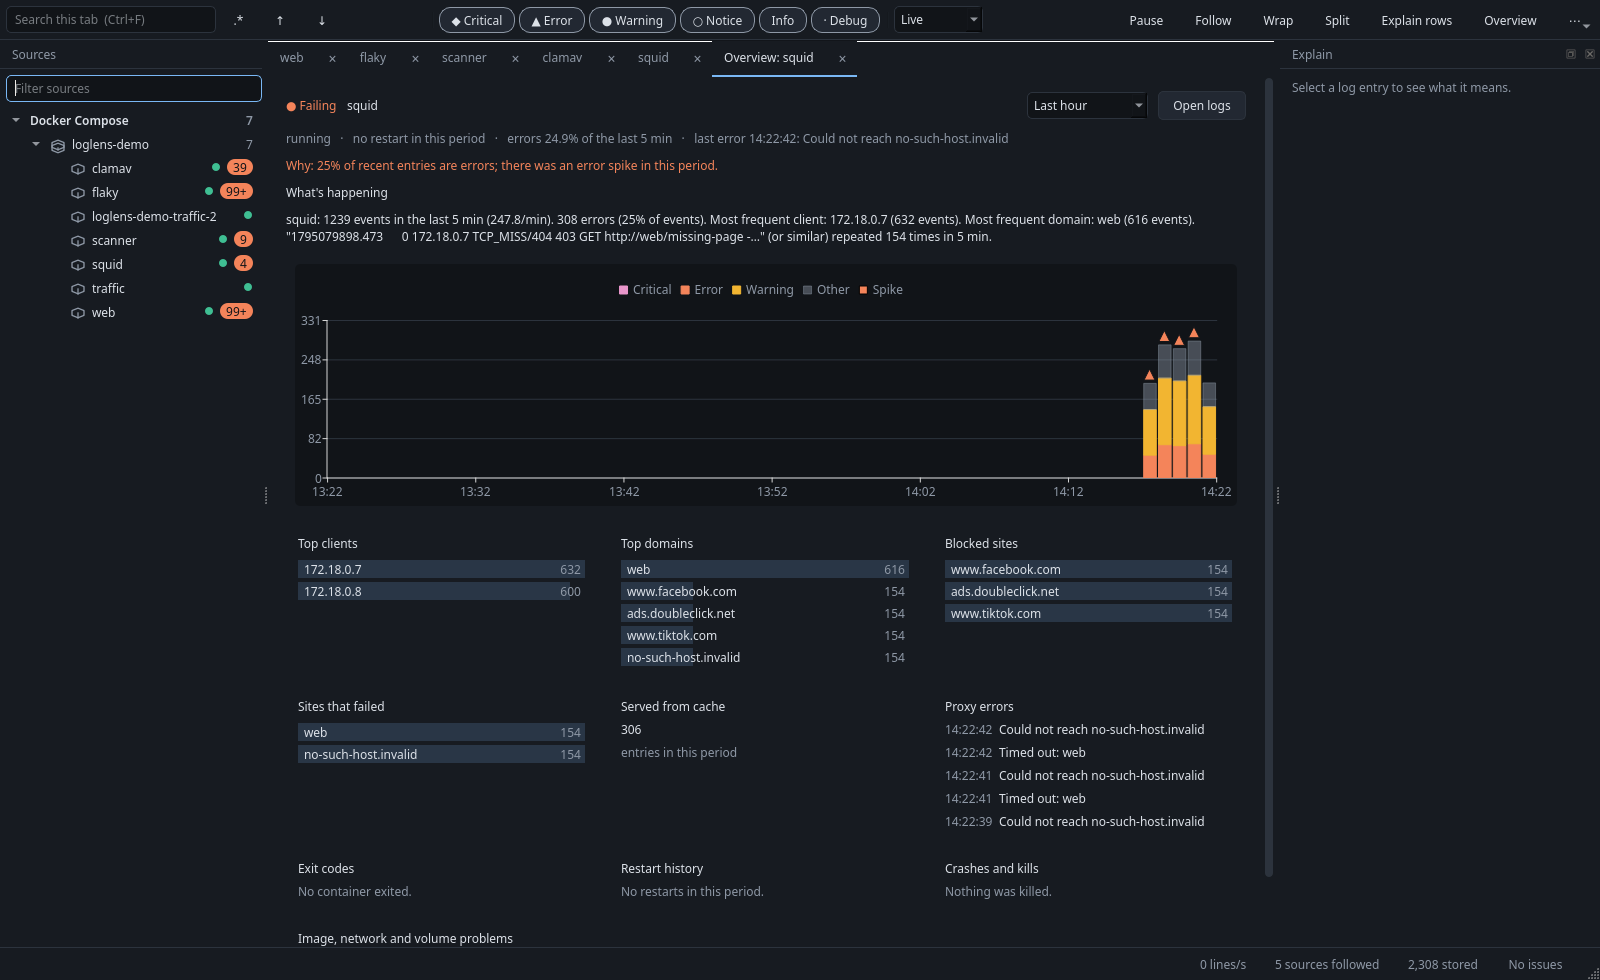 Search this tab  (Ctrl+F)
.*
↑
↓
◆ Critical
▲ Error
● Warning
○ Notice
Info
· Debug
Live
Pause
Follow
Wrap
Split
Explain rows
Overview
...
Sources
Filter sources
Docker Compose 7
loglens-demo 7
clamav 39
flaky 99+
loglens-demo-traffic-2
scanner 9
squid 4
traffic
web 99+
web ×
flaky ×
scanner ×
clamav ×
squid ×
Overview: squid ×
● Failing squid
Last hour
Open logs
running · no restart in this period · errors 24.9% of the last 5 min · last error 14:22:42: Could not reach no-such-host.invalid
Why: 25% of recent entries are errors; there was an error spike in this period.
What's happening
squid: 1239 events in the last 5 min (247.8/min). 308 errors (25% of events). Most frequent client: 172.18.0.7 (632 events). Most frequent domain: web (616 events).
"1795079898.473      0 172.18.0.7 TCP_MISS/404 403 GET http://web/missing-page -…" (or similar) repeated 154 times in 5 min.
Critical Error Warning Other Spike
331
248
165
82
0
13:22 13:32 13:42 13:52 14:02 14:12 14:22
Top clients
172.18.0.7 632
172.18.0.8 600
Top domains
web 616
www.facebook.com 154
ads.doubleclick.net 154
www.tiktok.com 154
no-such-host.invalid 154
Blocked sites
www.facebook.com 154
ads.doubleclick.net 154
www.tiktok.com 154
Sites that failed
web 154
no-such-host.invalid 154
Served from cache
306
entries in this period
Proxy errors
14:22:42 Could not reach no-such-host.invalid
14:22:42 Timed out: web
14:22:41 Could not reach no-such-host.invalid
14:22:41 Timed out: web
14:22:39 Could not reach no-such-host.invalid
Exit codes
No container exited.
Restart history
No restarts in this period.
Crashes and kills
Nothing was killed.
Image, network and volume problems
Explain
Select a log entry to see what it means.
0 lines/s
5 sources followed
2,308 stored
No issues